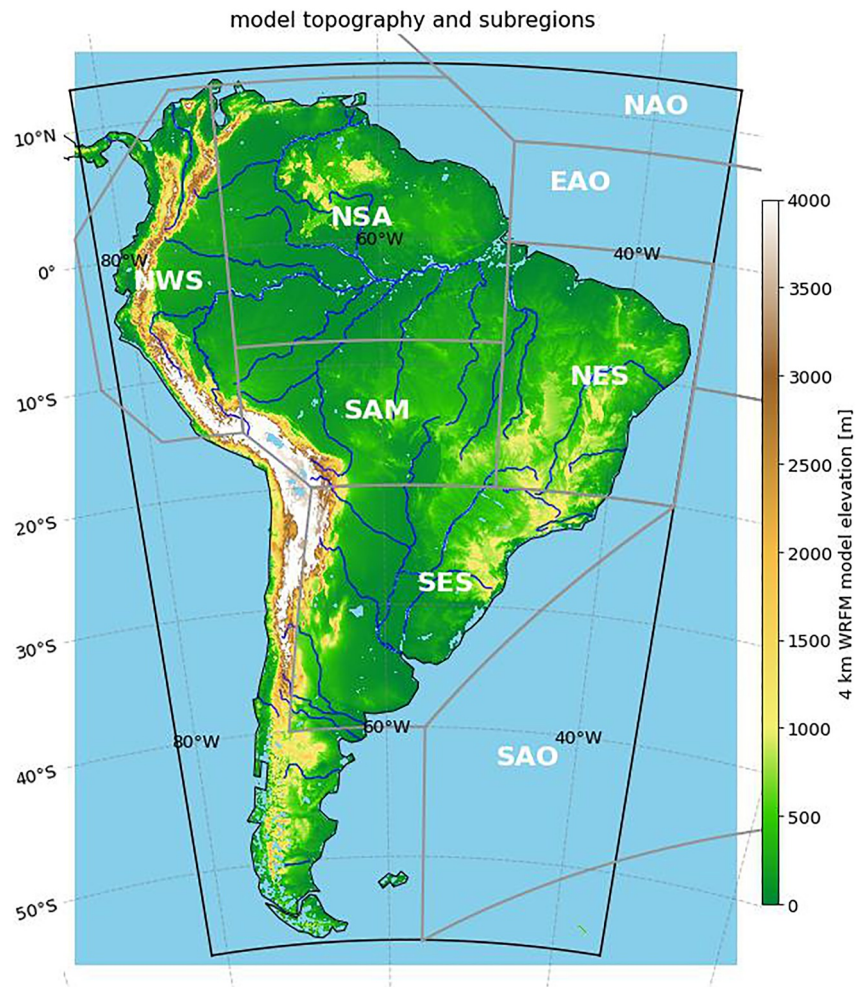 model topography and subregions
NAO
10°N
EAO
4000
NSA
60°W
40°W
80°W
0°
NWS
3500
3000
NES
10°S
SAM
2500
20°S
2000
SES
1500
30°S
1000
60°W
80°W
40°W
SAO
40°S
500
50°S
0
4 km WRFM model elevation [m]